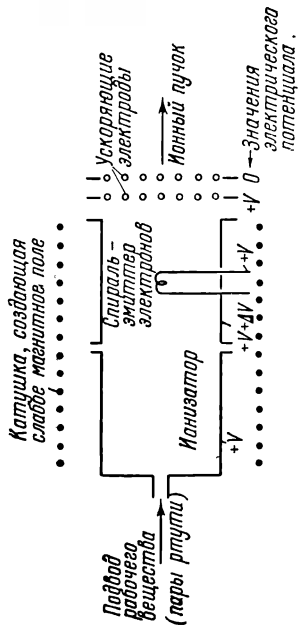 Катушка, создающая
слабое магнитное поле
Ускоряющие
электроды
Ионный пучок
Спираль-
эмиттер
электронов
Ионизатор
Подвод
рабочего
вещества
(пары ртути)
+V
+V+ΔV
+V
+V
0
Значения
электрического
потенциала.